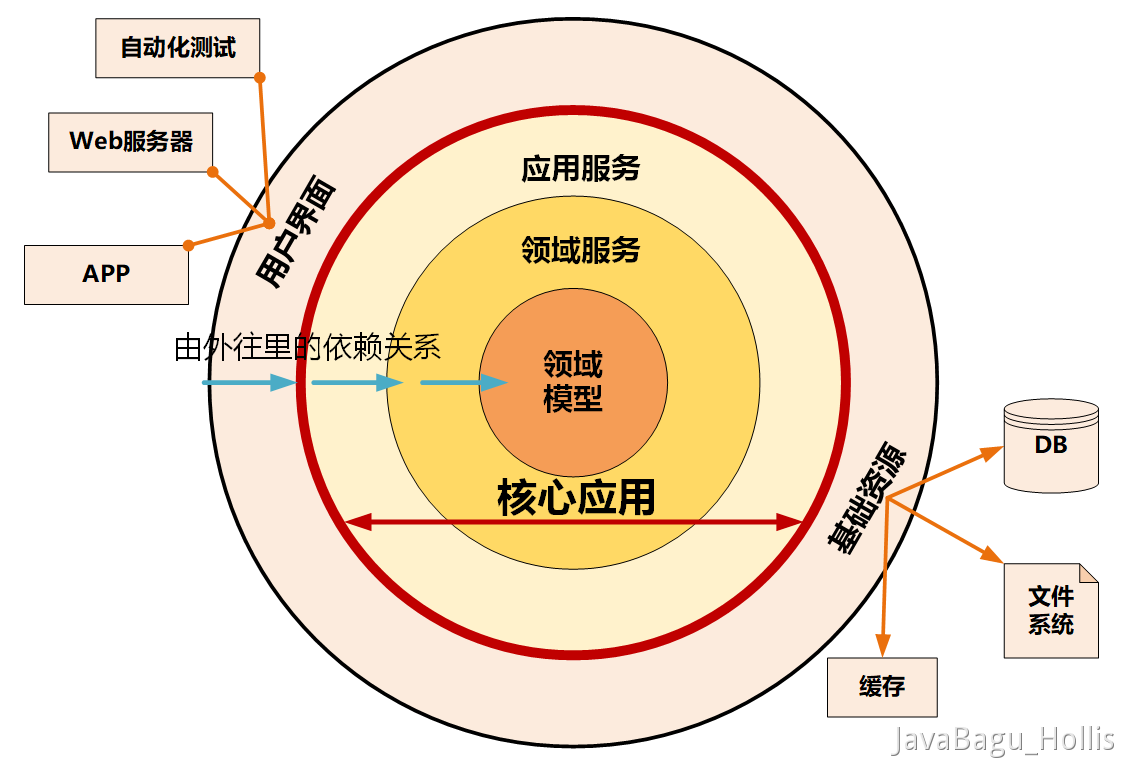 自动化测试
Web服务器
APP
用户界面
应用服务
领域服务
由外往里的依赖关系
领域
模型
核心应用
基础资源
DB
文件
系统
缓存
JavaBagu_Hollis